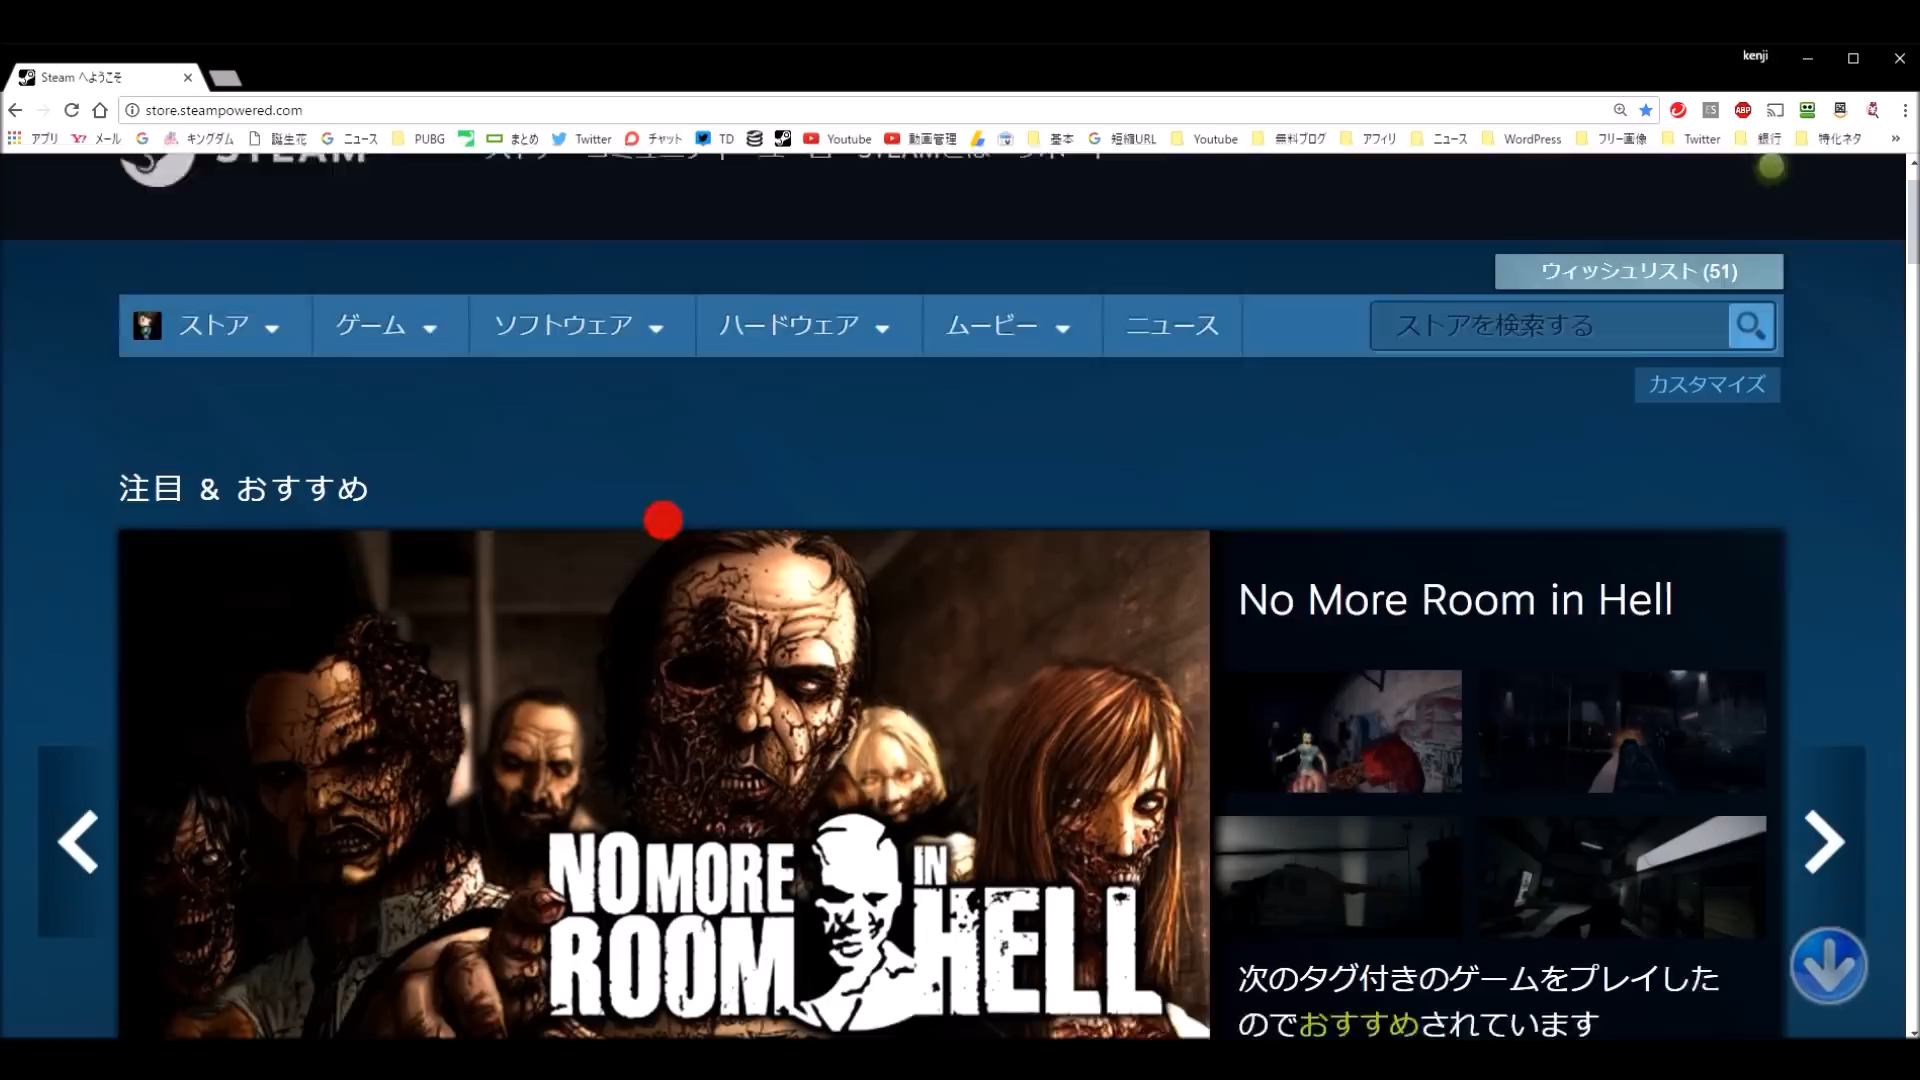 kenji
Steam へようこそ
store.steampowered.com
アプリ メール キングダム 誕生花 ニュース PUBG まとめ Twitter チャット TD Youtube 動画管理 基本 短縮URL Youtube 無料ブログ アフィリ ニュース WordPress フリー画像 Twitter 銀行 特化ネタ »
STEAM
ウィッシュリスト (51)
ストア ゲーム ソフトウェア ハードウェア ムービー ニュース ストアを検索する
カスタマイズ
注目 & おすすめ
No More Room in Hell
NO MORE ROOM IN HELL
次のタグ付きのゲームをプレイした
のでおすすめされています